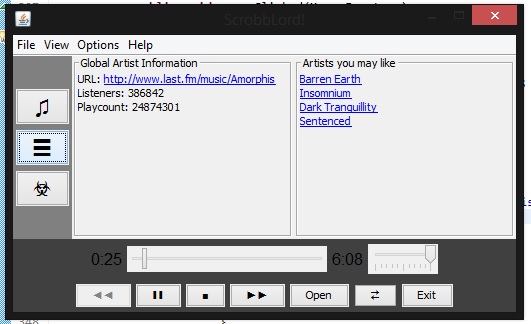 ScrobbLord!
File View Options Help
Global Artist Information
URL: http://www.last.fm/music/Amorphis
Listeners: 386842
Playcount: 24874301
Artists you may like
Barren Earth
Insomnium
Dark Tranquillity
Sentenced
0:25
6:08
Open
Exit
348